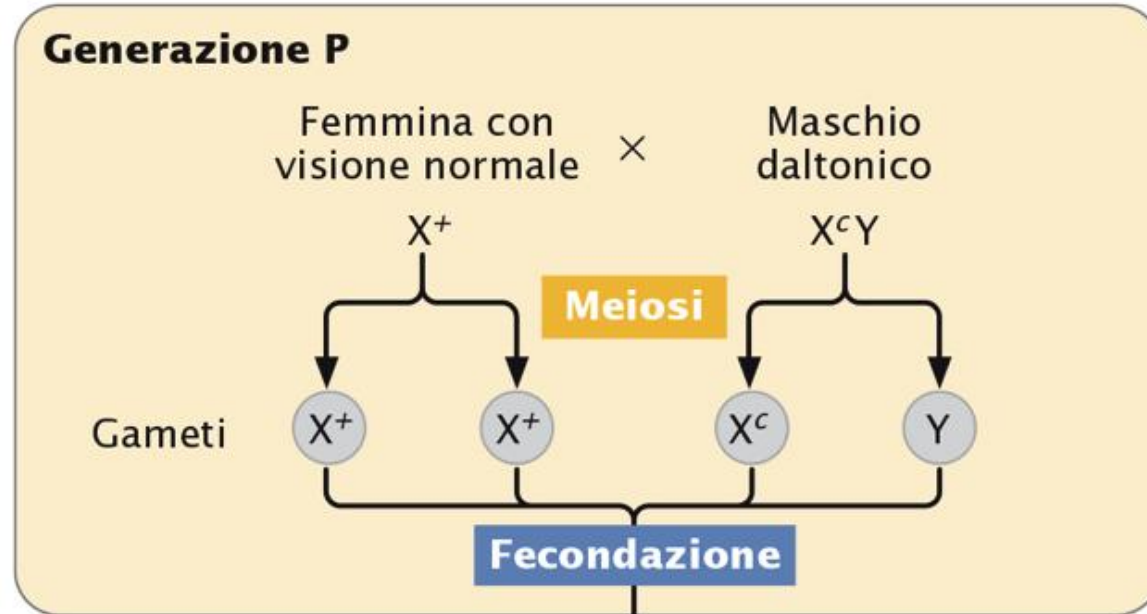 Generazione P
Femmina con
visione normale
×
Maschio
daltonico
X⁺
XᶜY
Meiosi
Gameti
X⁺
X⁺
Xᶜ
Y
Fecondazione